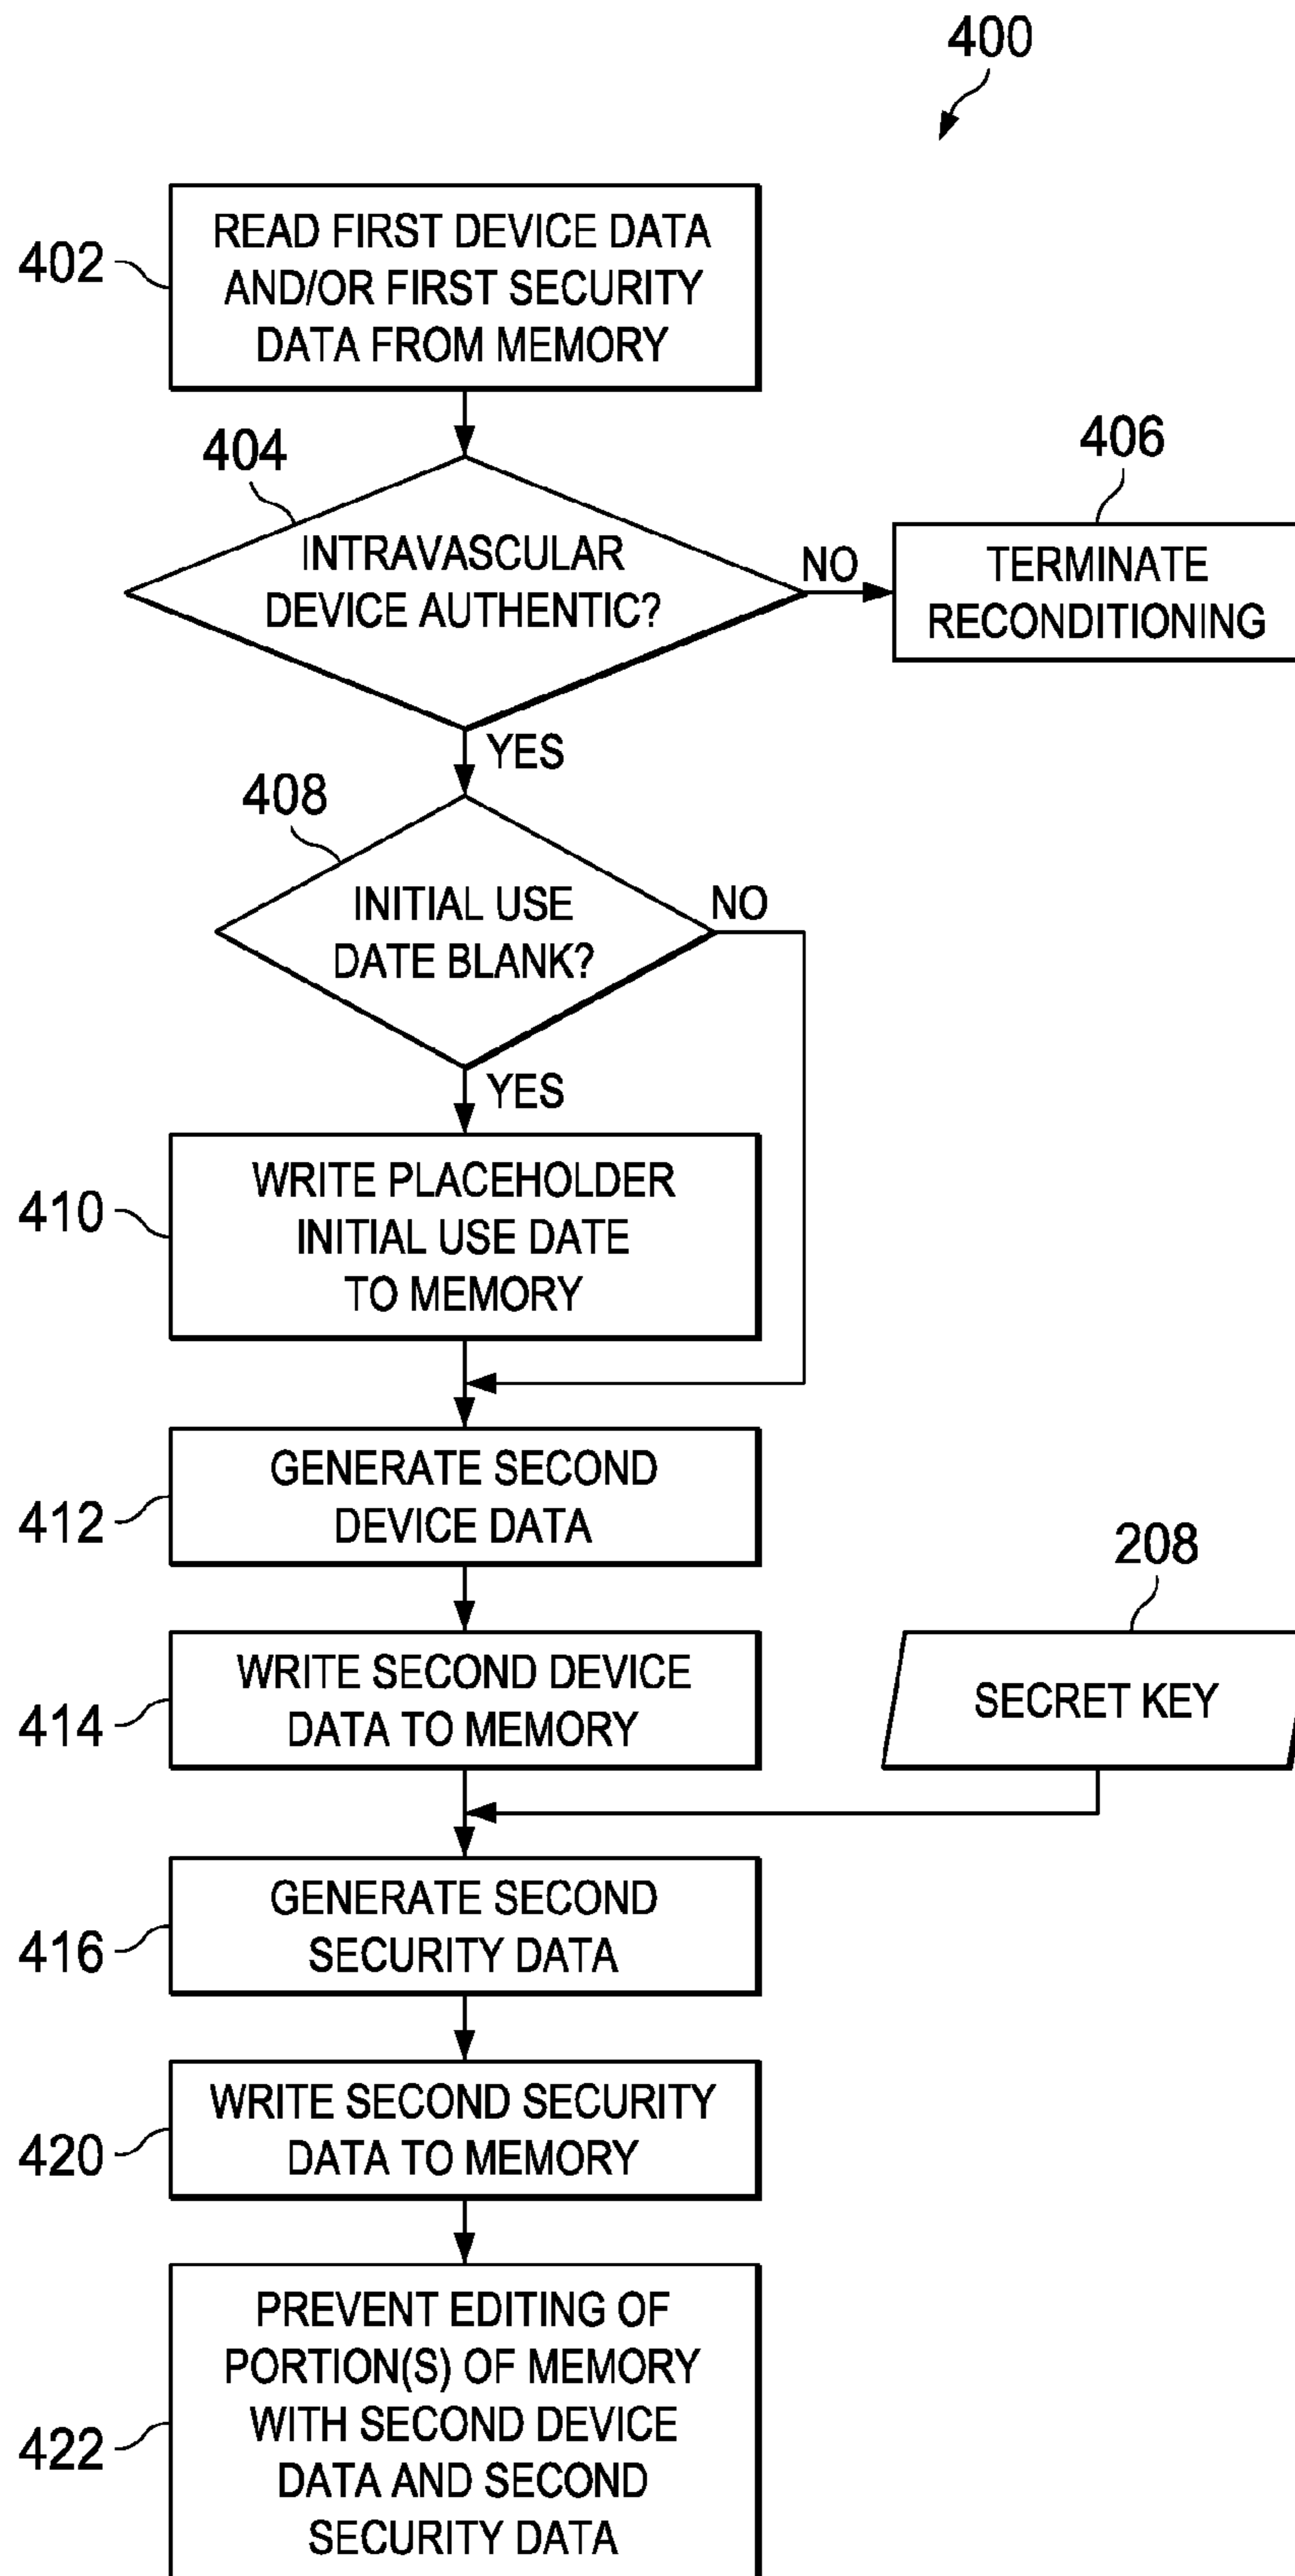 400
402
READ FIRST DEVICE DATA
AND/OR FIRST SECURITY
DATA FROM MEMORY
404
INTRAVASCULAR
DEVICE AUTHENTIC?
NO
406
TERMINATE
RECONDITIONING
YES
408
INITIAL USE
DATE BLANK?
NO
YES
410
WRITE PLACEHOLDER
INITIAL USE DATE
TO MEMORY
412
GENERATE SECOND
DEVICE DATA
414
WRITE SECOND DEVICE
DATA TO MEMORY
208
SECRET KEY
416
GENERATE SECOND
SECURITY DATA
420
WRITE SECOND SECURITY
DATA TO MEMORY
422
PREVENT EDITING OF
PORTION(S) OF MEMORY
WITH SECOND DEVICE
DATA AND SECOND
SECURITY DATA